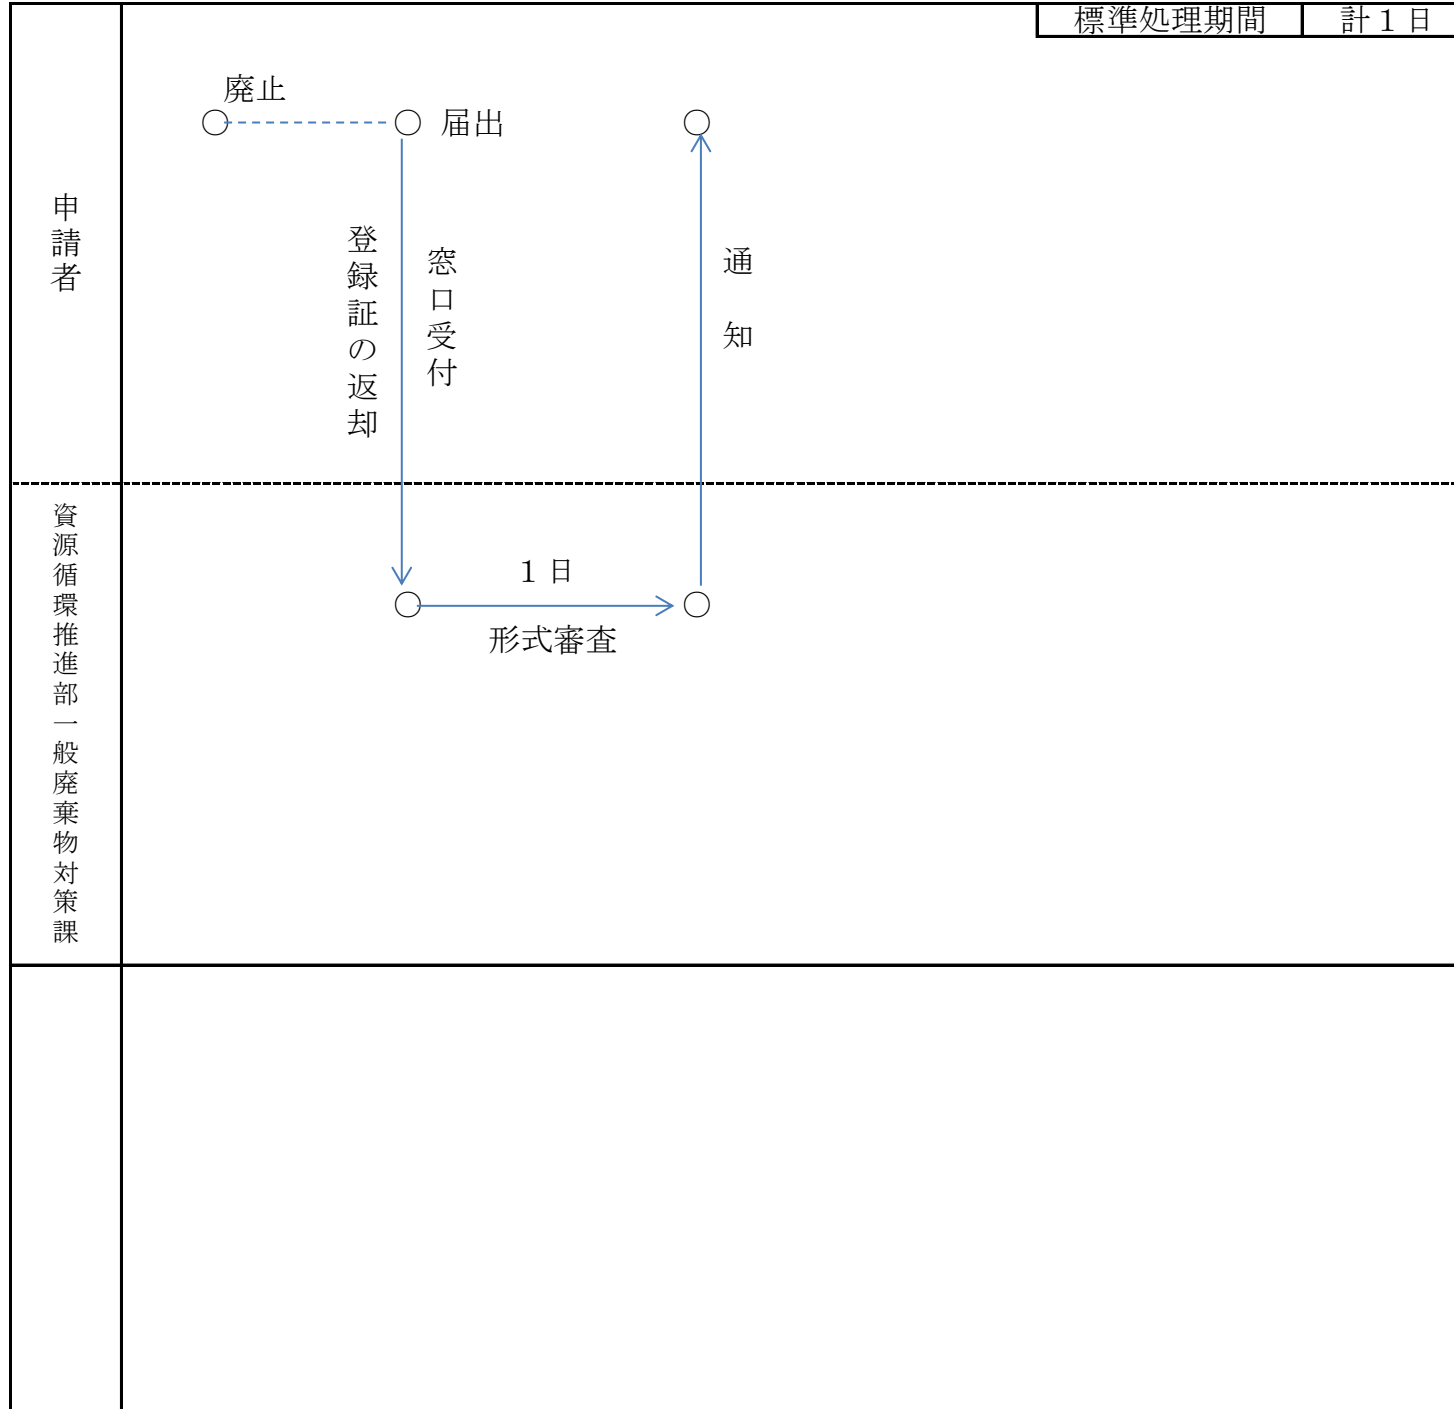 標準処理期間 計１日
廃止
○ ○ 届出 ○
申請者
登録証の返却
窓口受付
通知
資源循環推進部一般廃棄物対策課
１日
○ ○
形式審査